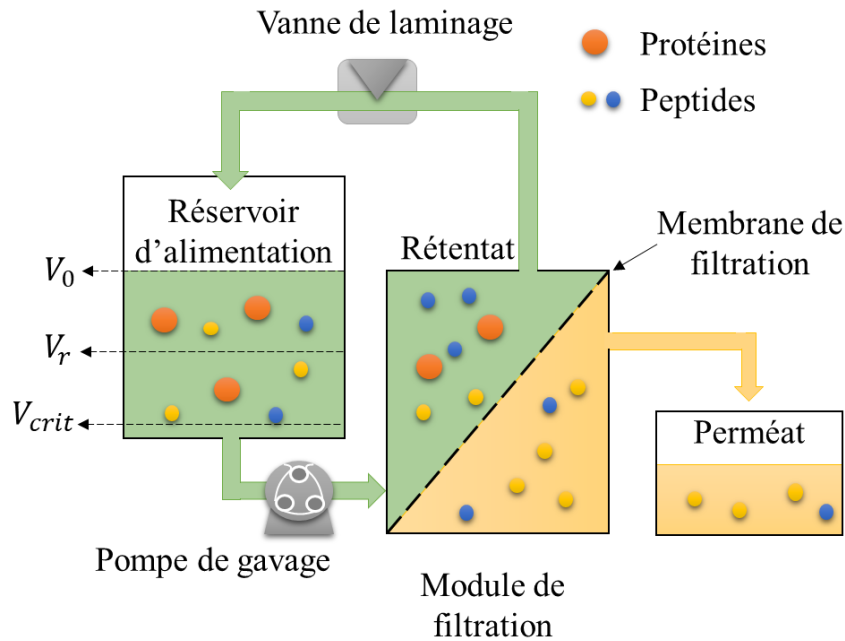 Vanne de laminage
Protéines
Peptides
Réservoir
d'alimentation
Rétentat
Membrane de
filtration
V₀
Vᵣ
V_crit
Perméat
Pompe de gavage
Module de
filtration